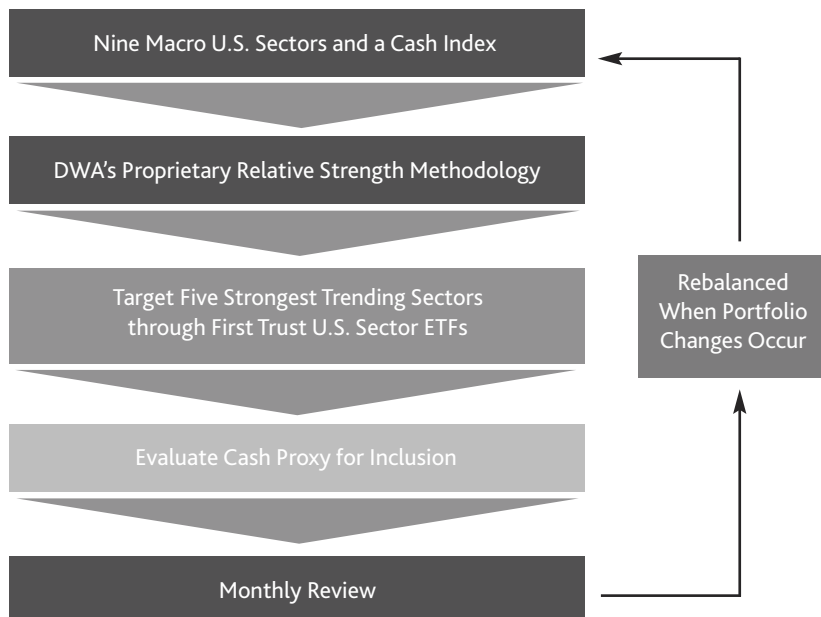 Nine Macro U.S. Sectors and a Cash Index
DWA's Proprietary Relative Strength Methodology
Target Five Strongest Trending Sectors
through First Trust U.S. Sector ETFs
Evaluate Cash Proxy for Inclusion
Monthly Review
Rebalanced
When Portfolio
Changes Occur